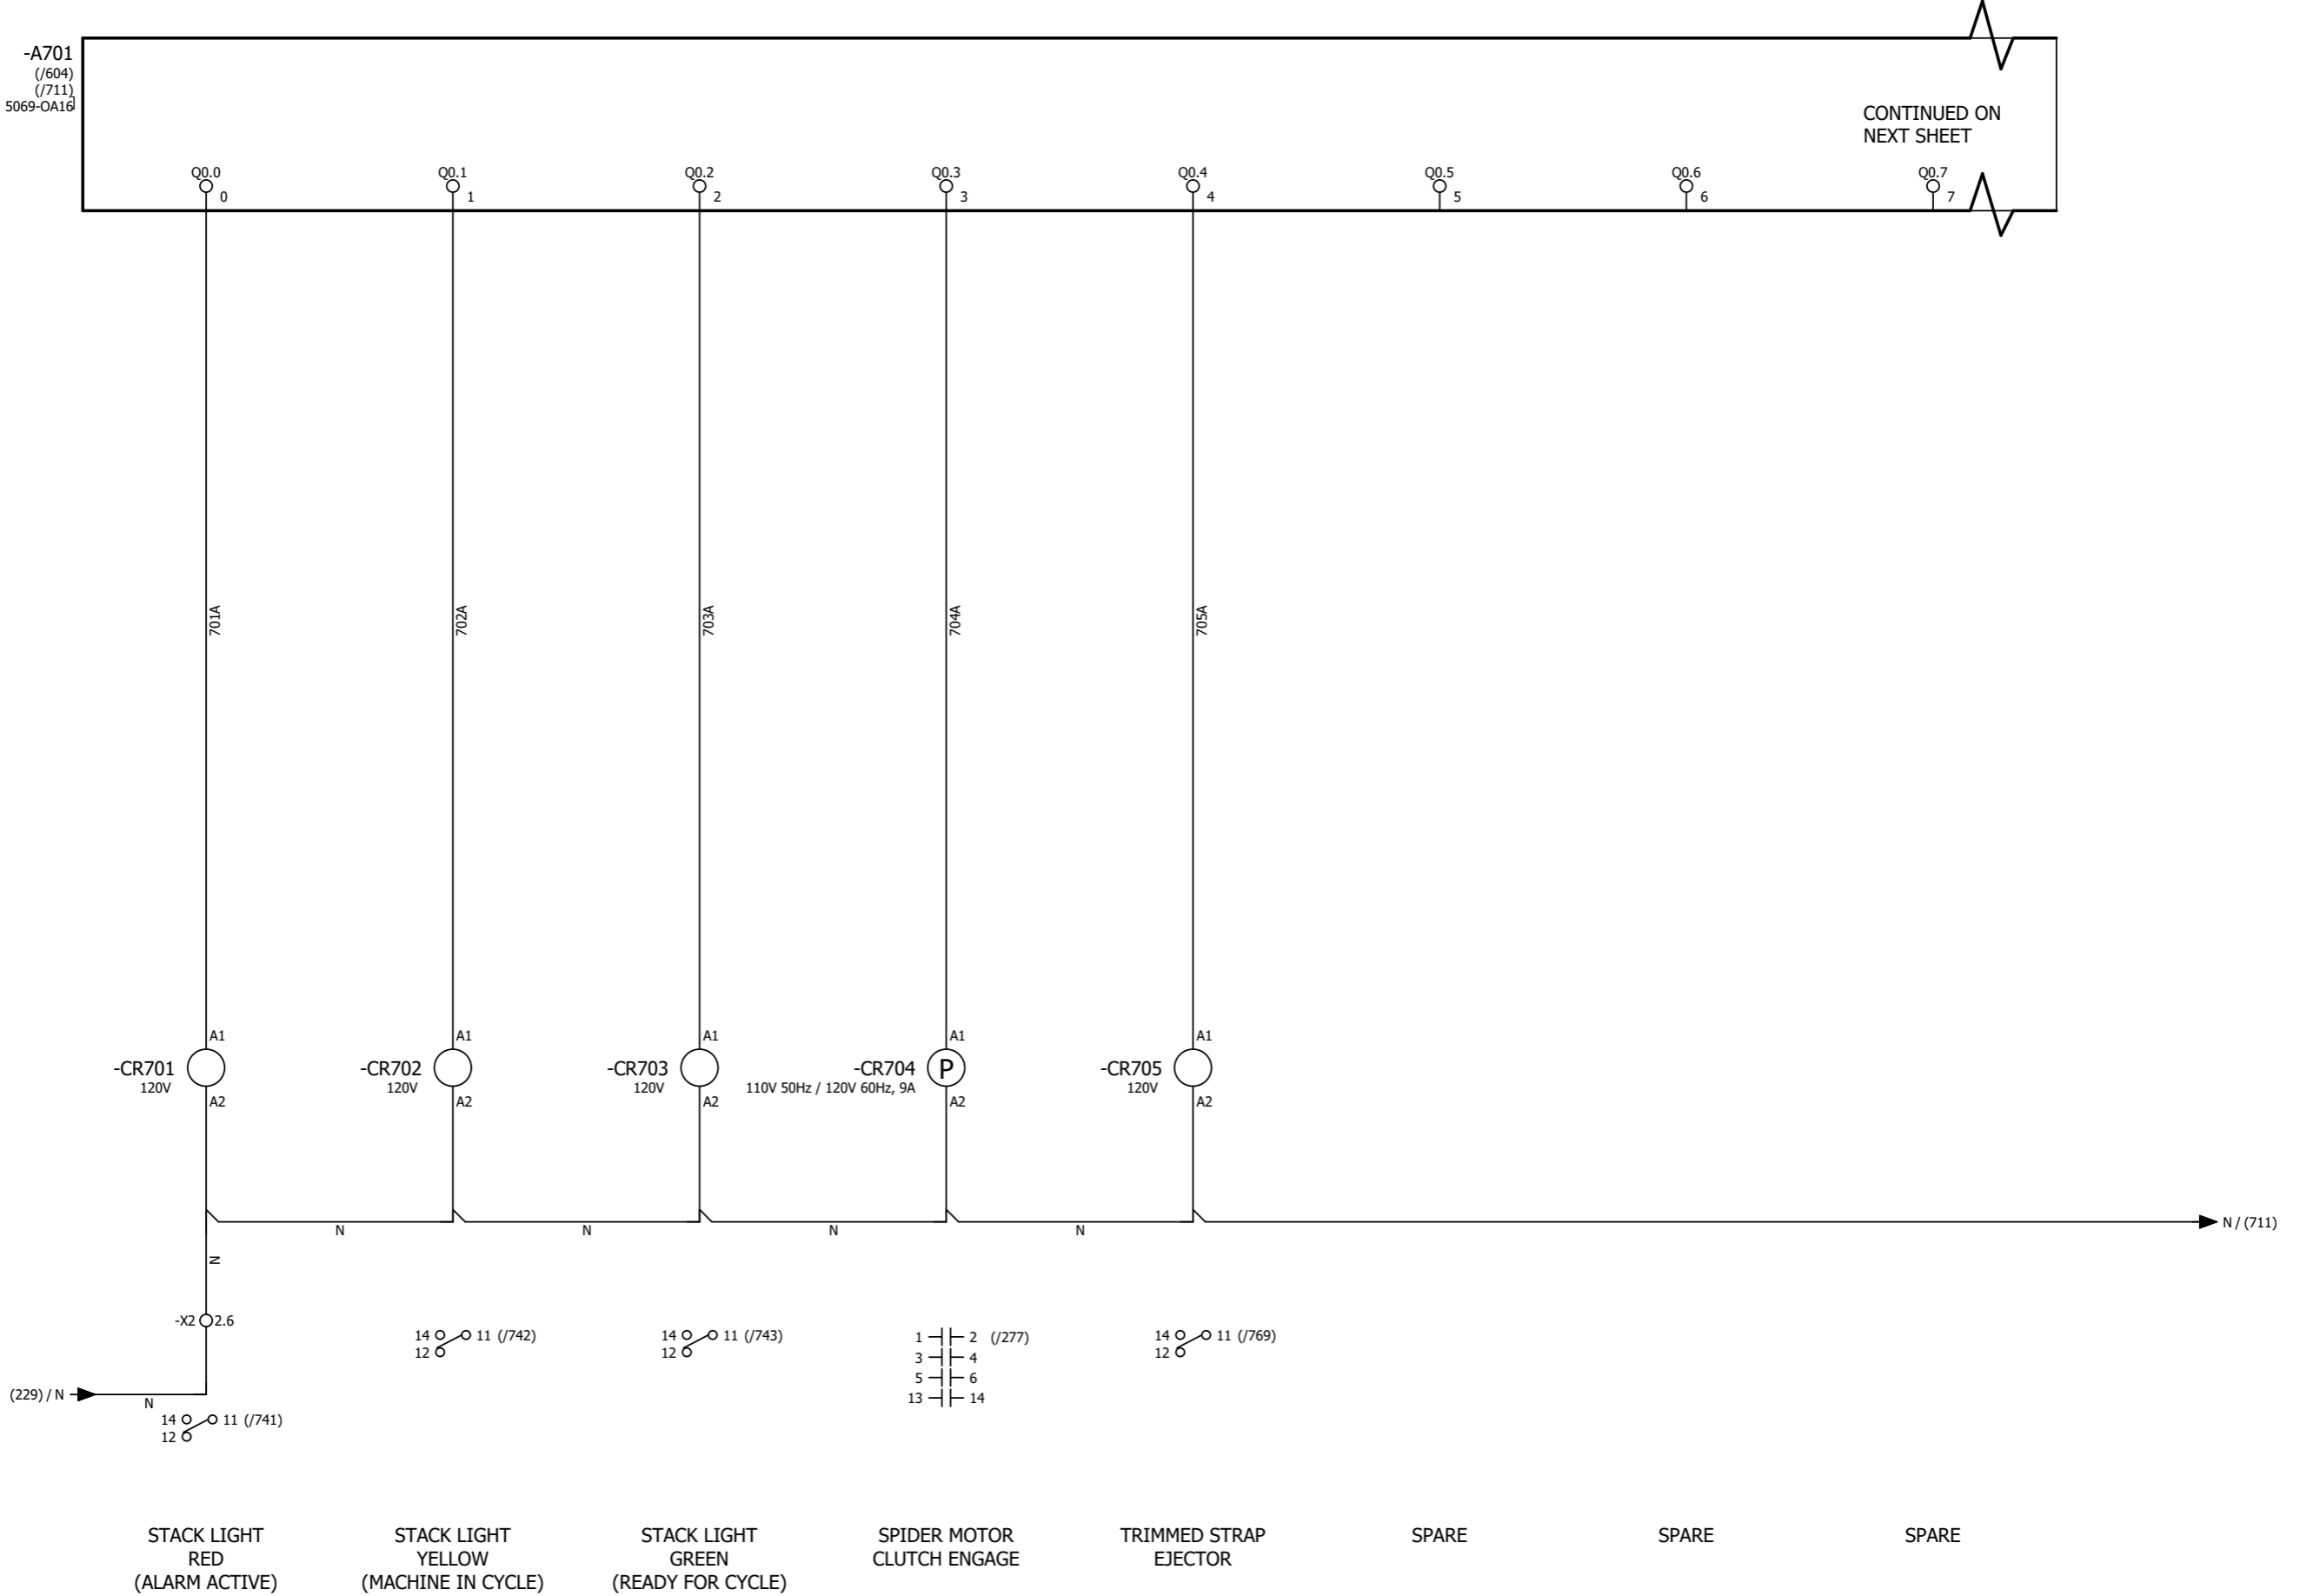 -A701
(/604)
(/711)
5069-OA16
CONTINUED ON
NEXT SHEET
Q0.0 Q0.1 Q0.2 Q0.3 Q0.4 Q0.5 Q0.6 Q0.7
0 1 2 3 4 5 6 7
701A 702A 703A 704A 705A
A1 A1 A1 A1 A1
-CR701 -CR702 -CR703 -CR704 P -CR705
120V 120V 120V 110V 50Hz / 120V 60Hz, 9A 120V
A2 A2 A2 A2 A2
N / (711)
N N N N
N
-X2 2.6
14 11 (/742) 14 11 (/743) 1 2 (/277) 14 11 (/769)
12 12 3 4 12
5 6
13 14
(229) / N
N
14 11 (/741)
12
STACK LIGHT
RED
(ALARM ACTIVE)
STACK LIGHT
YELLOW
(MACHINE IN CYCLE)
STACK LIGHT
GREEN
(READY FOR CYCLE)
SPIDER MOTOR
CLUTCH ENGAGE
TRIMMED STRAP
EJECTOR
SPARE
SPARE
SPARE